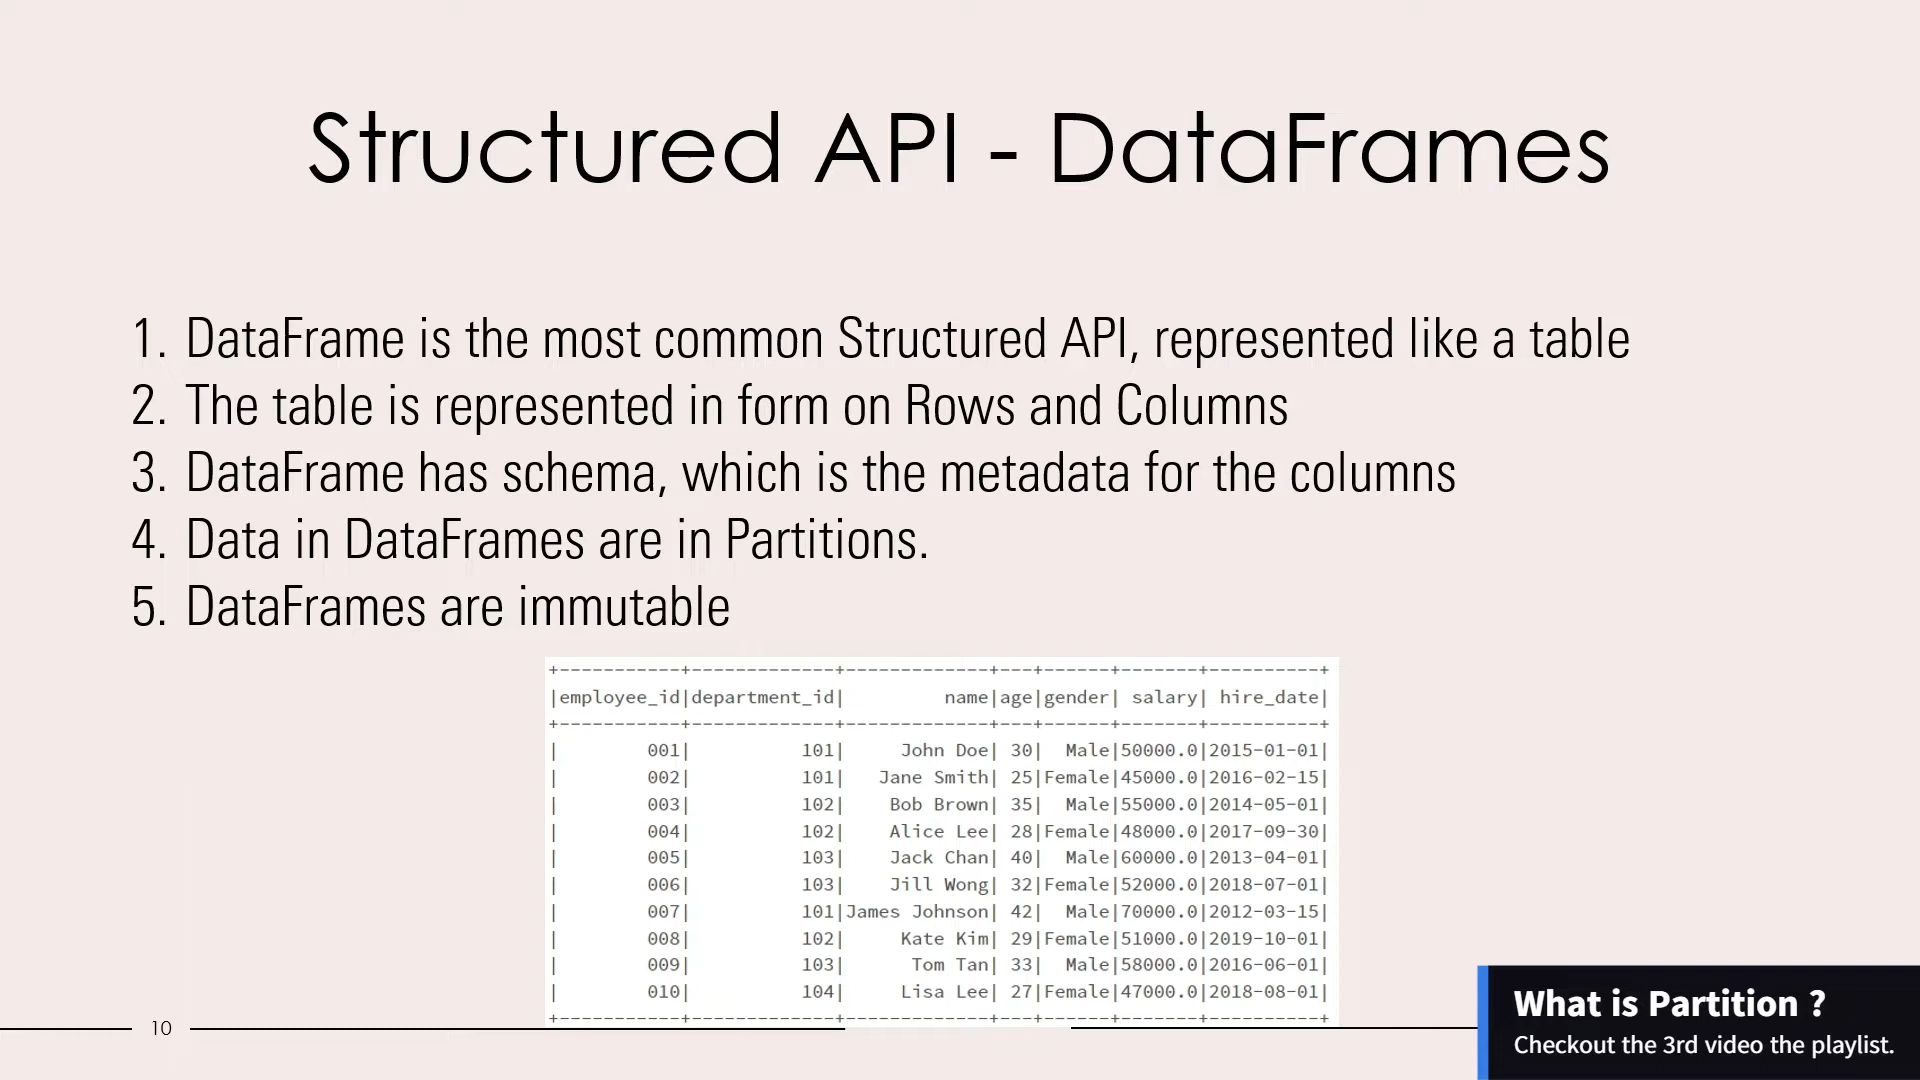 Structured API - DataFrames
1. DataFrame is the most common Structured API, represented like a table
2. The table is represented in form on Rows and Columns
3. DataFrame has schema, which is the metadata for the columns
4. Data in DataFrames are in Partitions.
5. DataFrames are immutable
+-----------+-------------+-------------+---+------+-------+----------+
|employee_id|department_id|         name|age|gender| salary| hire_date|
+-----------+-------------+-------------+---+------+-------+----------+
|        001|          101|     John Doe| 30|  Male|50000.0|2015-01-01|
|        002|          101|   Jane Smith| 25|Female|45000.0|2016-02-15|
|        003|          102|    Bob Brown| 35|  Male|55000.0|2014-05-01|
|        004|          102|    Alice Lee| 28|Female|48000.0|2017-09-30|
|        005|          103|    Jack Chan| 40|  Male|60000.0|2013-04-01|
|        006|          103|    Jill Wong| 32|Female|52000.0|2018-07-01|
|        007|          101|James Johnson| 42|  Male|70000.0|2012-03-15|
|        008|          102|     Kate Kim| 29|Female|51000.0|2019-10-01|
|        009|          103|      Tom Tan| 33|  Male|58000.0|2016-06-01|
|        010|          104|     Lisa Lee| 27|Female|47000.0|2018-08-01|
+-----------+-------------+-------------+---+------+-------+----------+
10
What is Partition ?
Checkout the 3rd video the playlist.